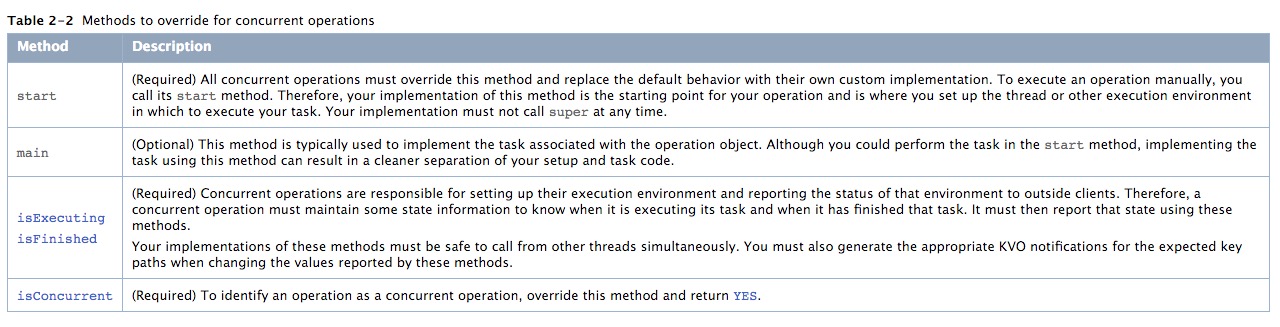 Table 2-2 Methods to override for concurrent operations
Method Description
start
(Required) All concurrent operations must override this method and replace the default behavior with their own custom implementation. To execute an operation manually, you
call its start method. Therefore, your implementation of this method is the starting point for your operation and is where you set up the thread or other execution environment
in which to execute your task. Your implementation must not call super at any time.
main
(Optional) This method is typically used to implement the task associated with the operation object. Although you could perform the task in the start method, implementing the
task using this method can result in a cleaner separation of your setup and task code.
isExecuting
isFinished
(Required) Concurrent operations are responsible for setting up their execution environment and reporting the status of that environment to outside clients. Therefore, a
concurrent operation must maintain some state information to know when it is executing its task and when it has finished that task. It must then report that state using these
methods.
Your implementations of these methods must be safe to call from other threads simultaneously. You must also generate the appropriate KVO notifications for the expected key
paths when changing the values reported by these methods.
isConcurrent
(Required) To identify an operation as a concurrent operation, override this method and return YES.